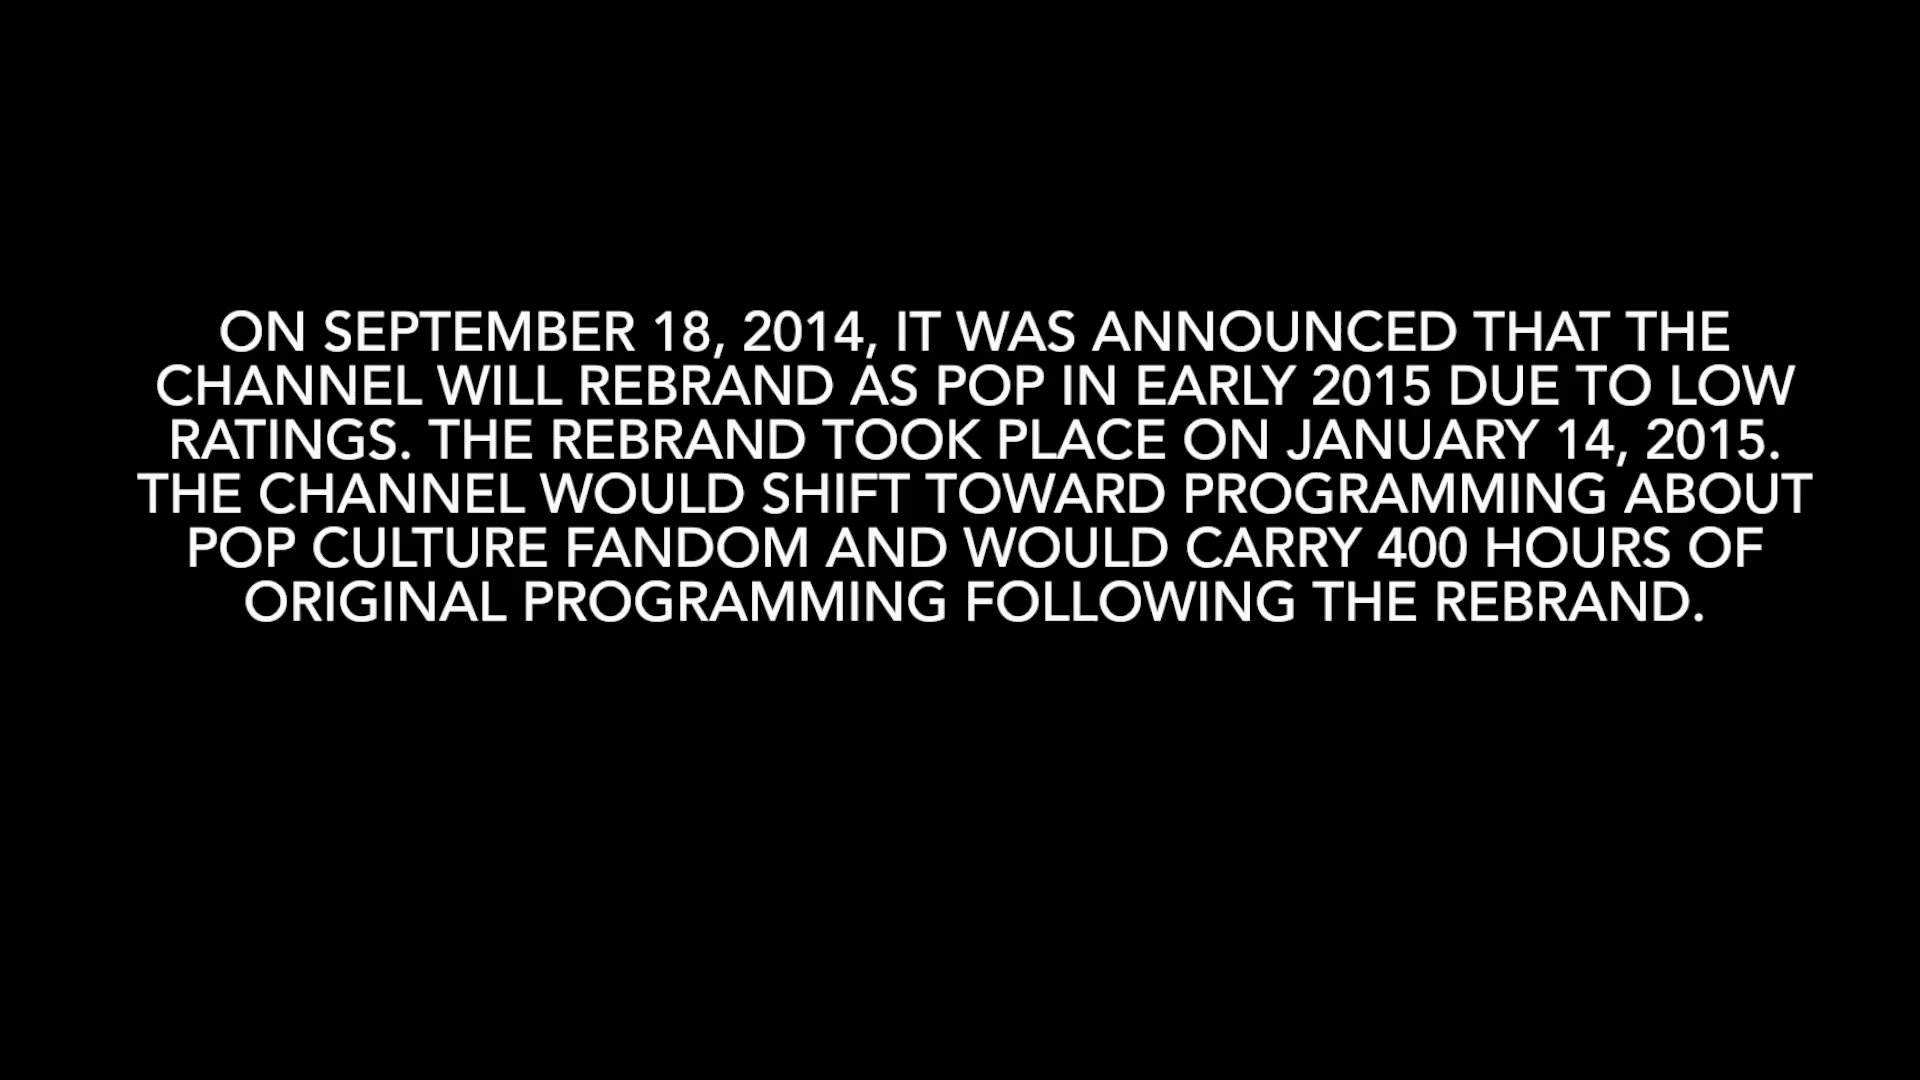 ON SEPTEMBER 18, 2014, IT WAS ANNOUNCED THAT THE
CHANNEL WILL REBRAND AS POP IN EARLY 2015 DUE TO LOW
RATINGS. THE REBRAND TOOK PLACE ON JANUARY 14, 2015.
THE CHANNEL WOULD SHIFT TOWARD PROGRAMMING ABOUT
POP CULTURE FANDOM AND WOULD CARRY 400 HOURS OF
ORIGINAL PROGRAMMING FOLLOWING THE REBRAND.